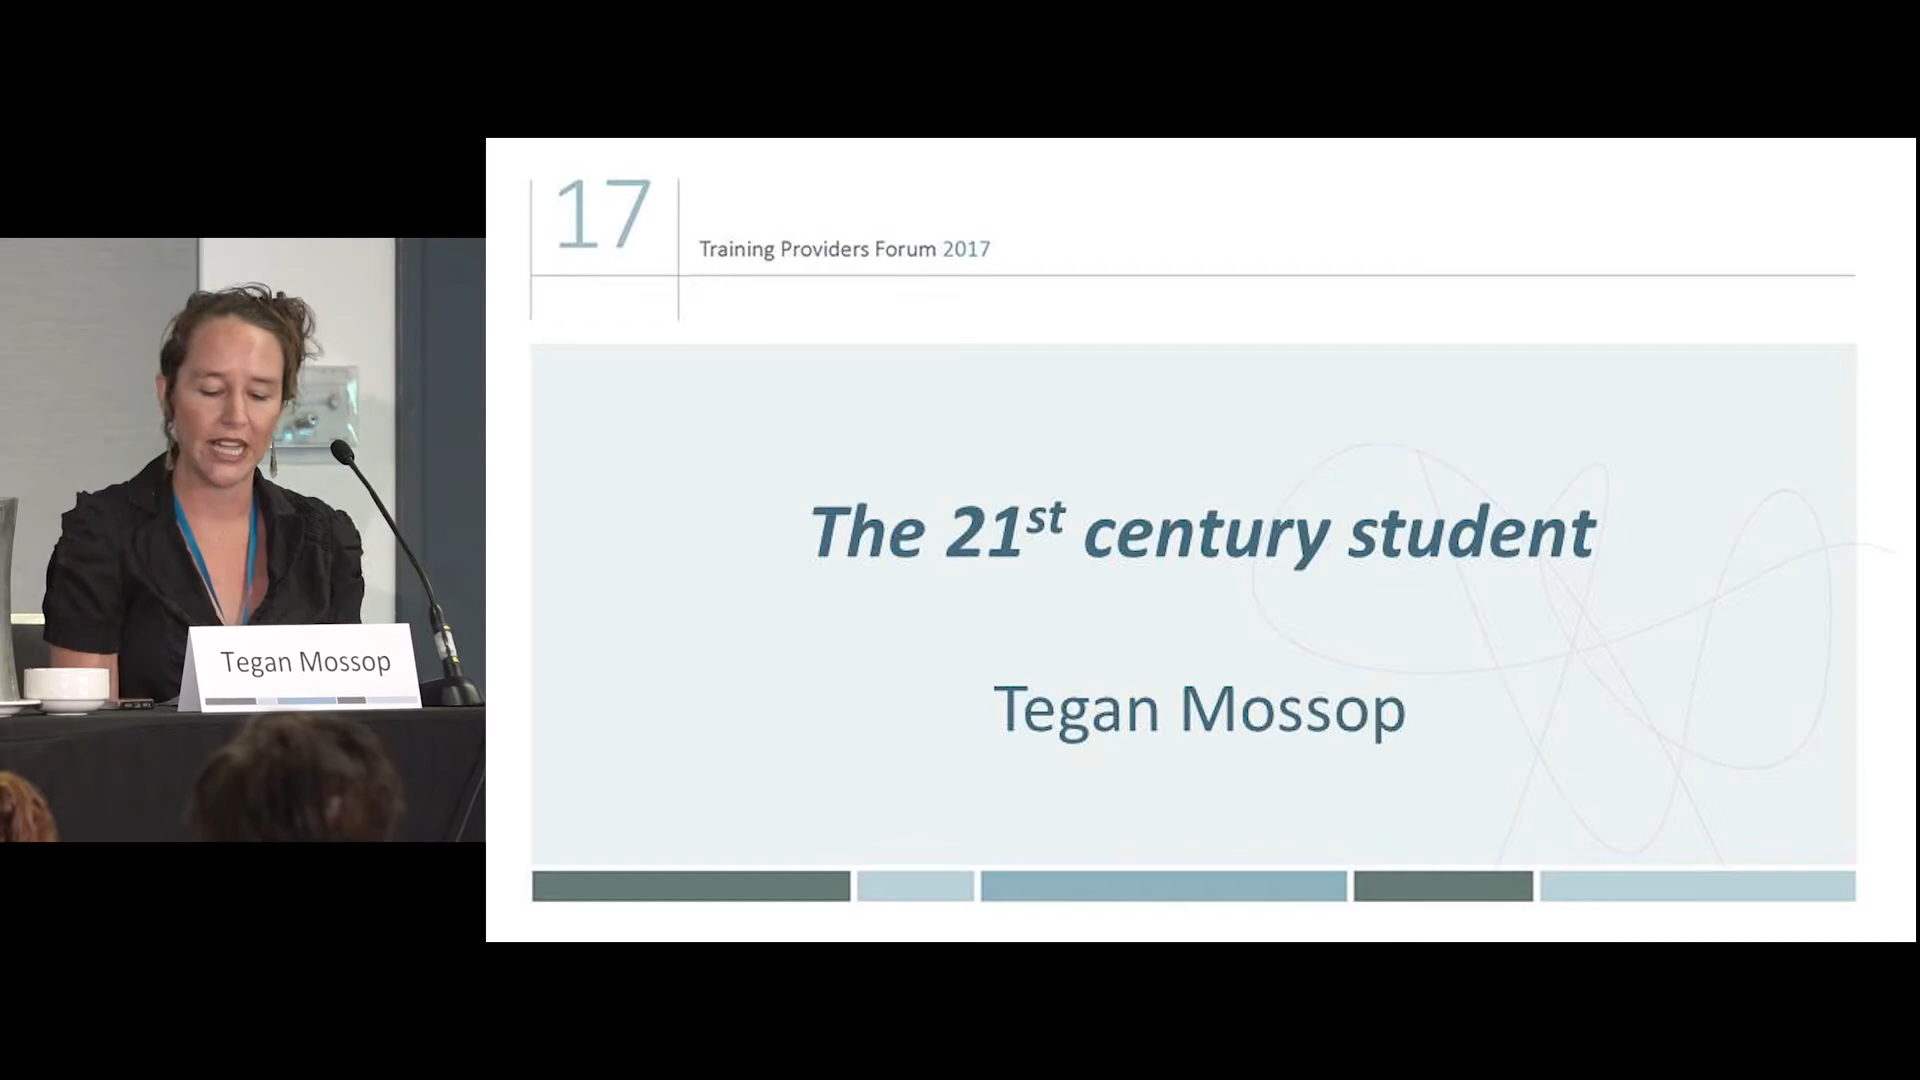 17
Training Providers Forum 2017
The 21st century student
Tegan Mossop
Tegan Mossop